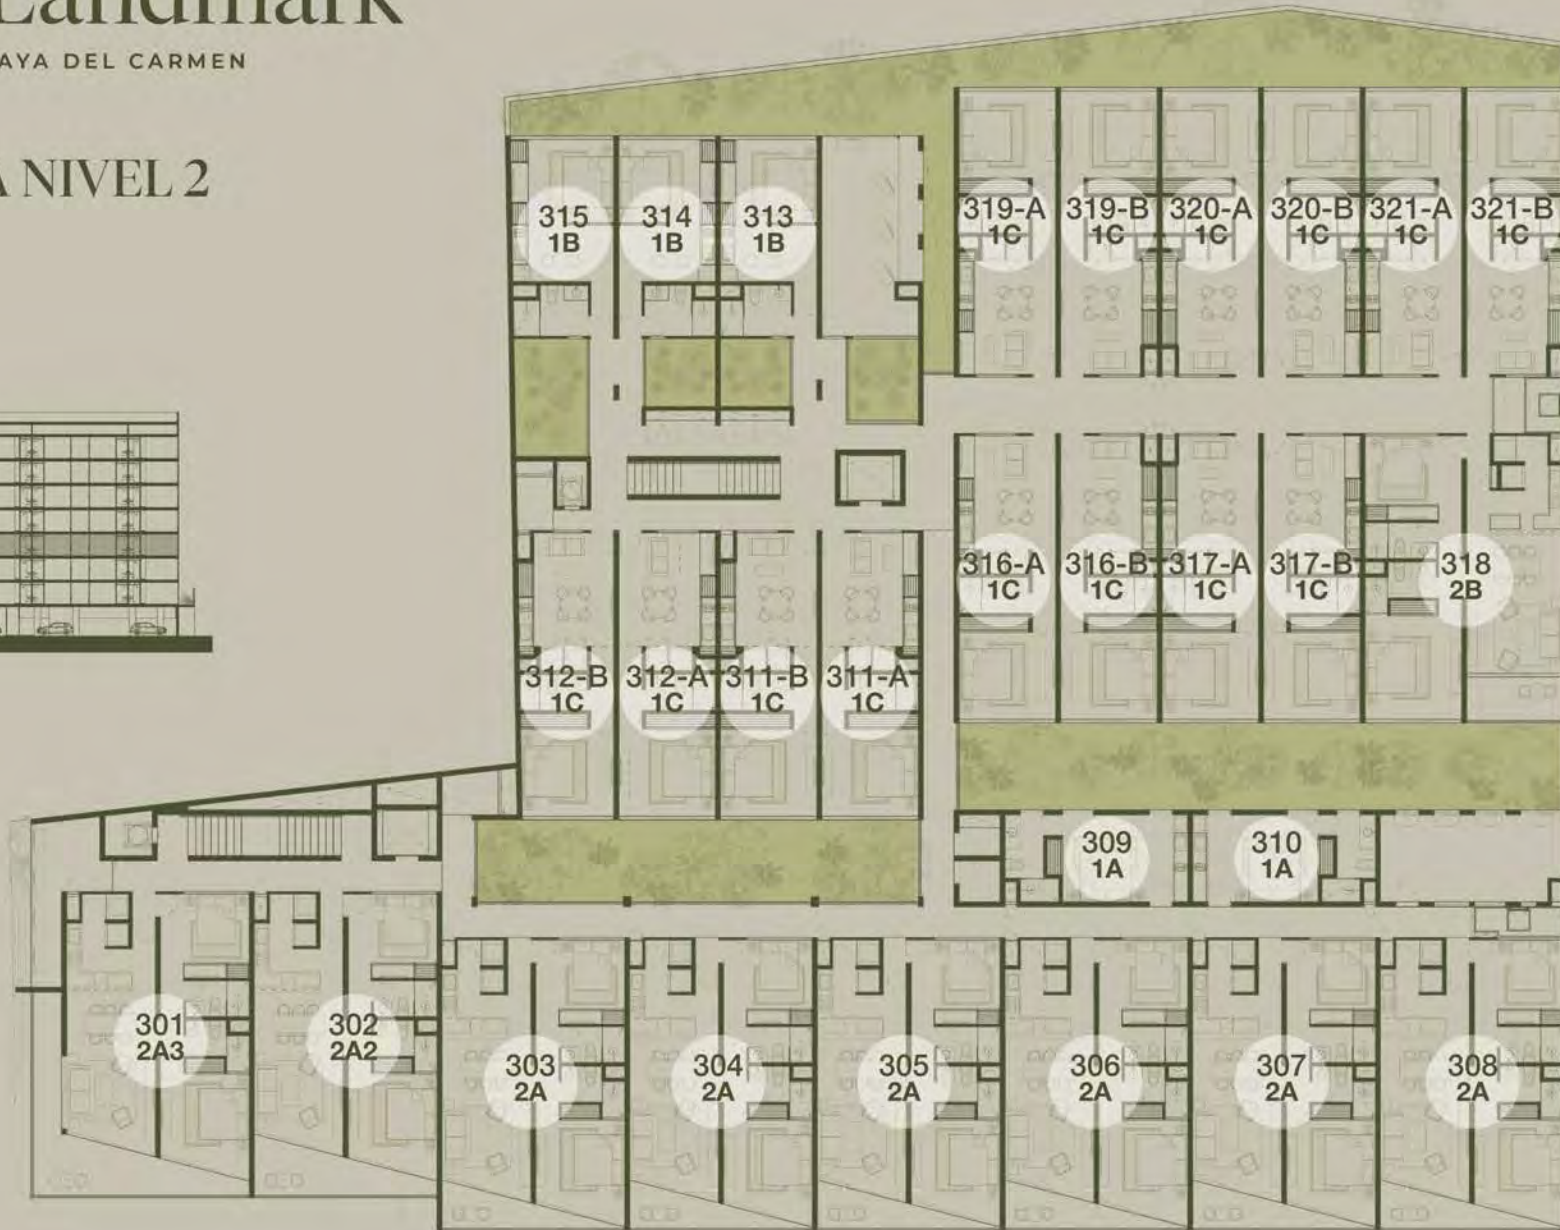 Landmark
AYA DEL CARMEN
A NIVEL 2
315
1B
314
1B
313
1B
319-A
1C
319-B
1C
320-A
1C
320-B
1C
321-A
1C
321-B
1C
316-A
1C
316-B
1C
317-A
1C
317-B
1C
318
2B
312-B
1C
312-A
1C
311-B
1C
311-A
1C
309
1A
310
1A
301
2A3
302
2A2
303
2A
304
2A
305
2A
306
2A
307
2A
308
2A